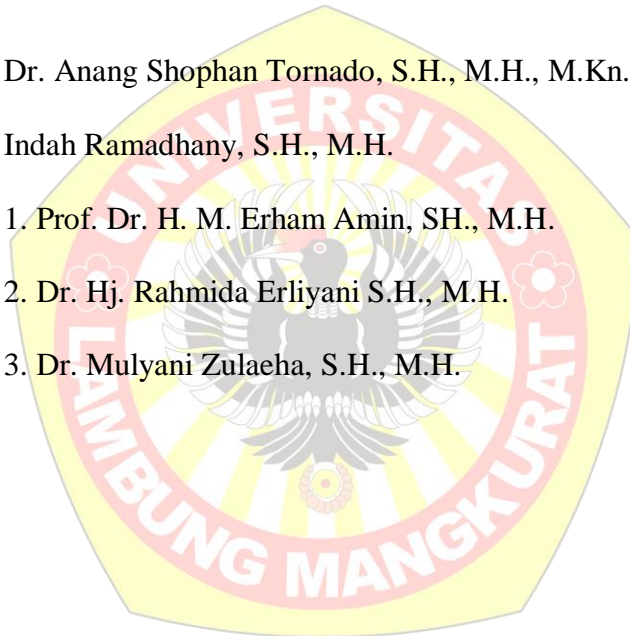 Dr. Anang Shophan Tornado, S.H., M.H., M.Kn.
Indah Ramadhany, S.H., M.H.
1. Prof. Dr. H. M. Erham Amin, SH., M.H.
2. Dr. Hj. Rahmida Erliyani S.H., M.H.
3. Dr. Mulyani Zulaeha, S.H., M.H.
UNIVERSITAS
LAMBUNG MANGKURAT